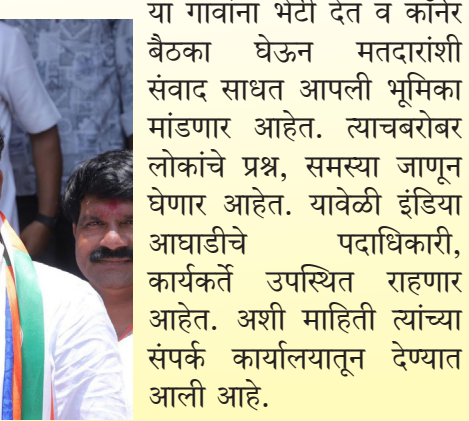 या गावांना भेटी देत व कॉर्नर
बैठका घेऊन मतदारांशी
संवाद साधत आपली भूमिका
मांडणार आहेत. त्याचबरोबर
लोकांचे प्रश्न, समस्या जाणून
घेणार आहेत. यावेळी इंडिया
आघाडीचे पदाधिकारी,
कार्यकर्ते उपस्थित राहणार
आहेत. अशी माहिती त्यांच्या
संपर्क कार्यालयातून देण्यात
आली आहे.